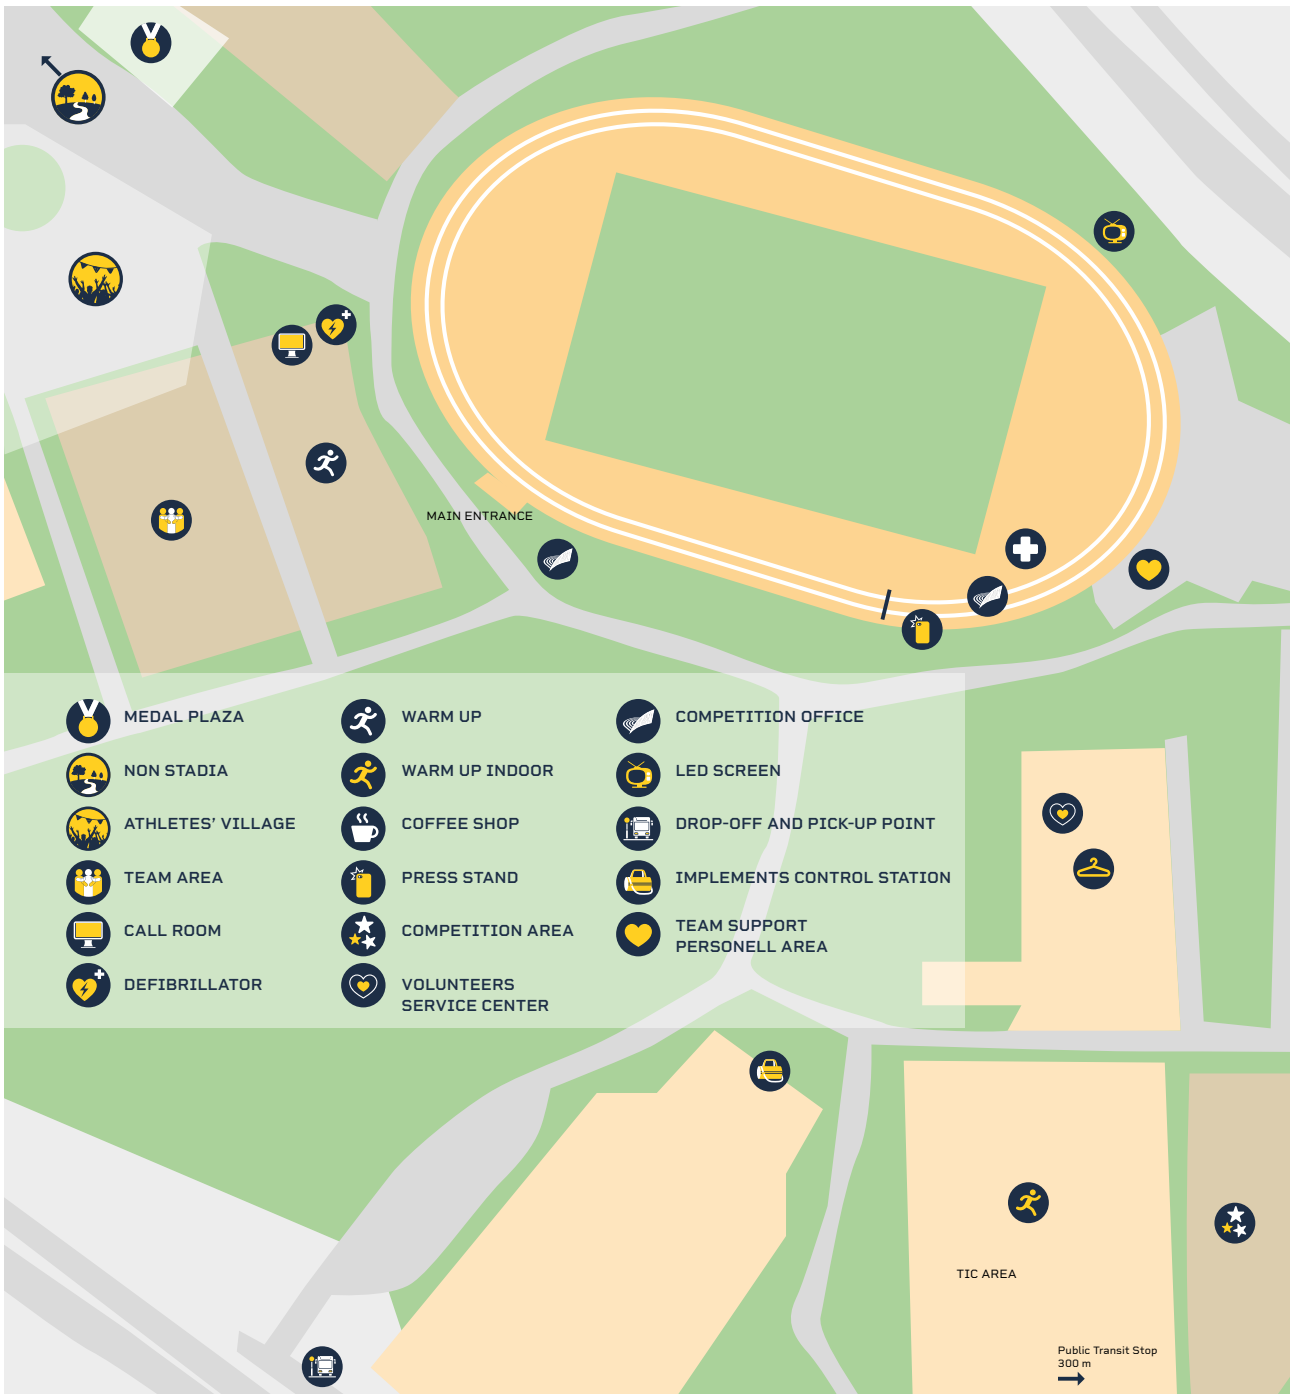 MAIN ENTRANCE
MEDAL PLAZA
NON STADIA
ATHLETES’ VILLAGE
TEAM AREA
CALL ROOM
DEFIBRILLATOR
WARM UP
WARM UP INDOOR
COFFEE SHOP
PRESS STAND
COMPETITION AREA
VOLUNTEERS
SERVICE CENTER
COMPETITION OFFICE
LED SCREEN
DROP-OFF AND PICK-UP POINT
IMPLEMENTS CONTROL STATION
TEAM SUPPORT
PERSONELL AREA
TIC AREA
Public Transit Stop
300 m